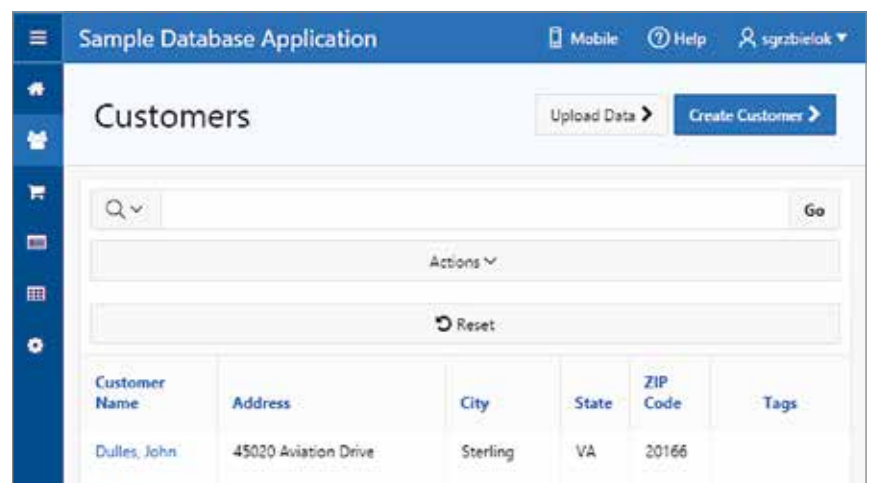 Sample Database Application Mobile Help sgrzbielok
Customers
Upload Data Create Customer
Go
Actions
Reset
Customer Name Address City State ZIP Code Tags
Dulles, John 45020 Aviation Drive Sterling VA 20166